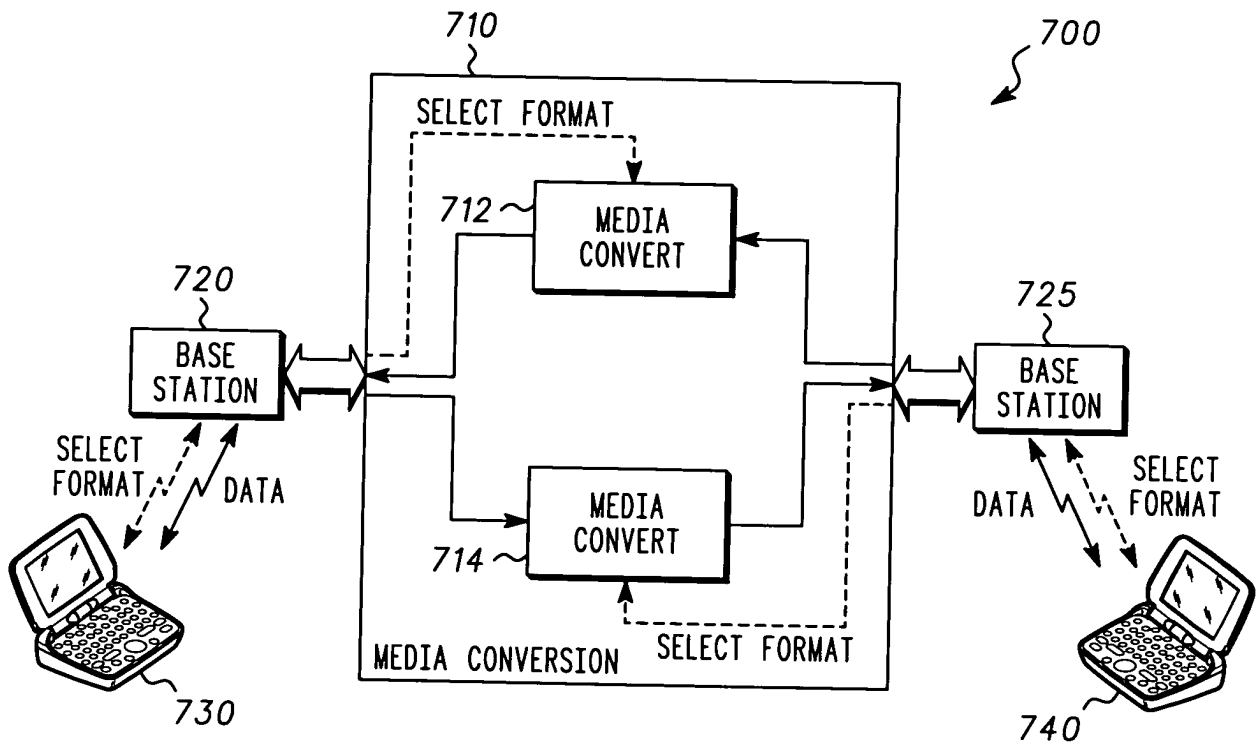 710
700
SELECT FORMAT
712
MEDIA
CONVERT
720
BASE
STATION
725
BASE
STATION
SELECT
FORMAT
DATA
MEDIA
CONVERT
714
DATA
SELECT
FORMAT
SELECT FORMAT
MEDIA CONVERSION
730
740